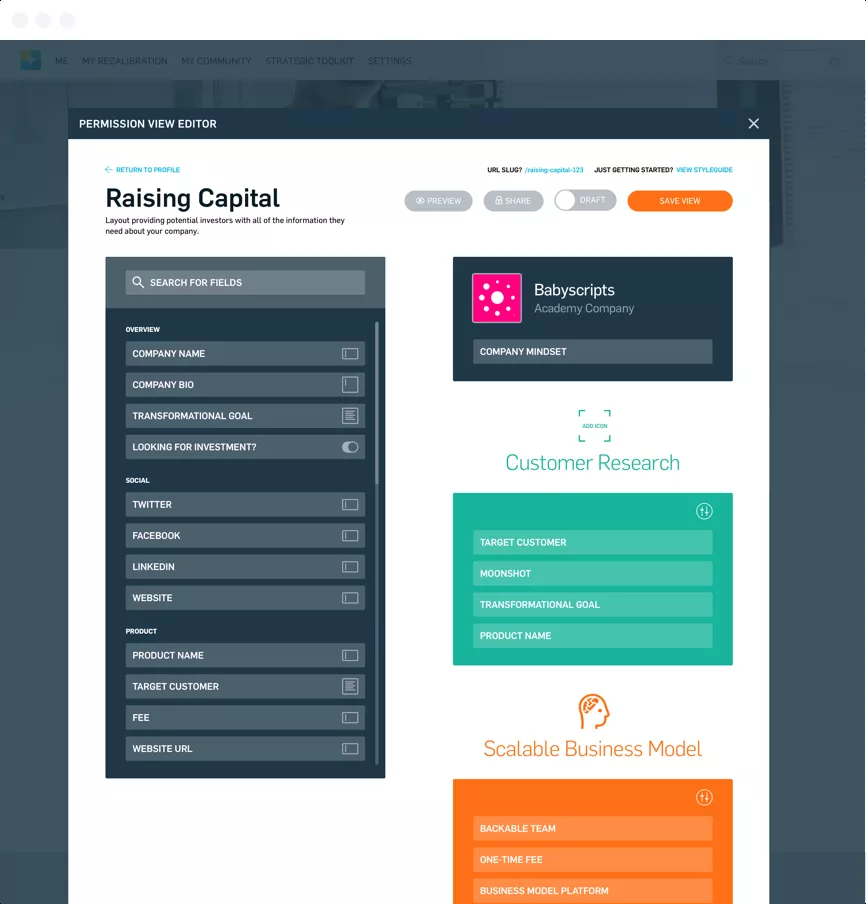 ME MY RECALIBRATION MY COMMUNITY STRATEGIC TOOLKIT SETTINGS Search
PERMISSION VIEW EDITOR
RETURN TO PROFILE
URL SLUG? /raising-capital-123 JUST GETTING STARTED? VIEW STYLEGUIDE
Raising Capital
PREVIEW SHARE DRAFT SAVE VIEW
Layout providing potential investors with all of the information they
need about your company.
SEARCH FOR FIELDS
OVERVIEW
COMPANY NAME
COMPANY BIO
TRANSFORMATIONAL GOAL
LOOKING FOR INVESTMENT?
SOCIAL
TWITTER
FACEBOOK
LINKEDIN
WEBSITE
PRODUCT
PRODUCT NAME
TARGET CUSTOMER
FEE
WEBSITE URL
Babyscripts
Academy Company
COMPANY MINDSET
ADD ICON
Customer Research
TARGET CUSTOMER
MOONSHOT
TRANSFORMATIONAL GOAL
PRODUCT NAME
Scalable Business Model
BACKABLE TEAM
ONE-TIME FEE
BUSINESS MODEL PLATFORM